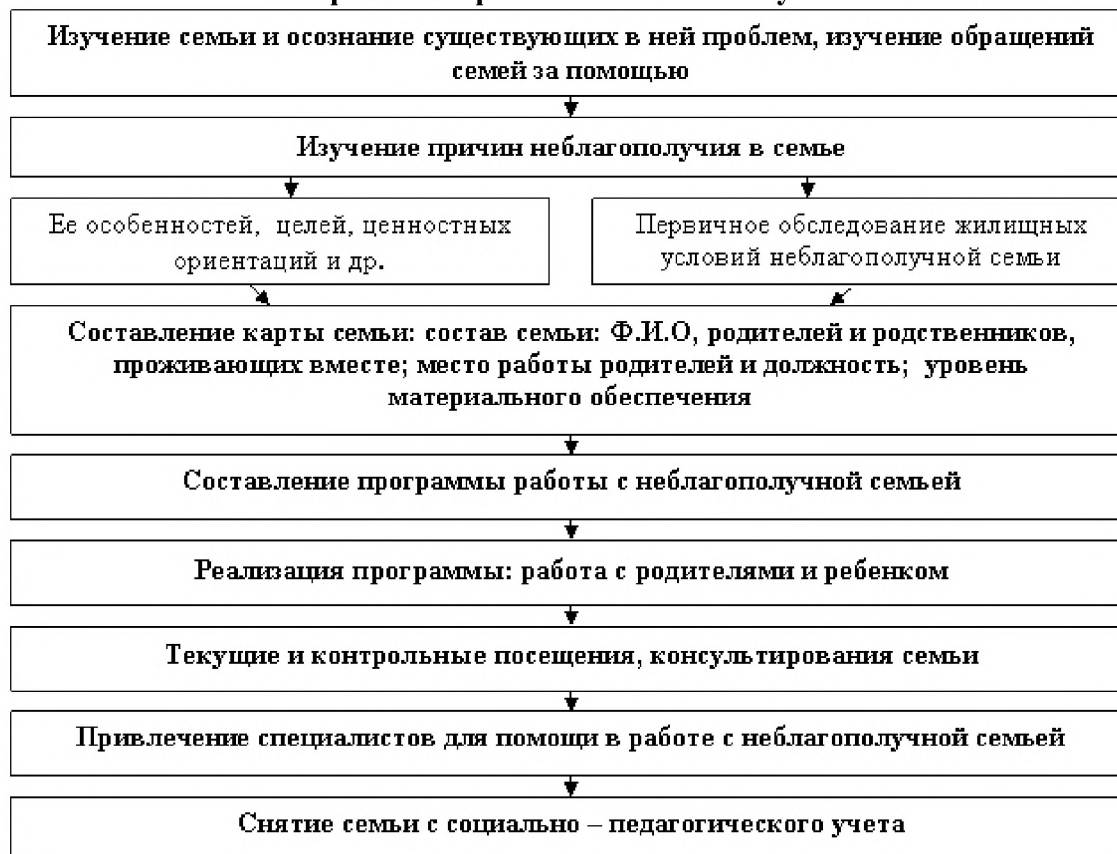 Изучение семьи и осознание существующих в ней проблем, изучение обращений
семей за помощью
Изучение причин неблагополучия в семье
Ее особенностей, целей, ценностных
ориентаций и др.
Первичное обследование жилищных
условий неблагополучной семьи
Составление карты семьи: состав семьи: Ф.И.О, родителей и родственников,
проживающих вместе; место работы родителей и должность; уровень
материального обеспечения
Составление программы работы с неблагополучной семьей
Реализация программы: работа с родителями и ребенком
Текущие и контрольные посещения, консультирования семьи
Привлечение специалистов для помощи в работе с неблагополучной семьей
Снятие семьи с социально – педагогического учета